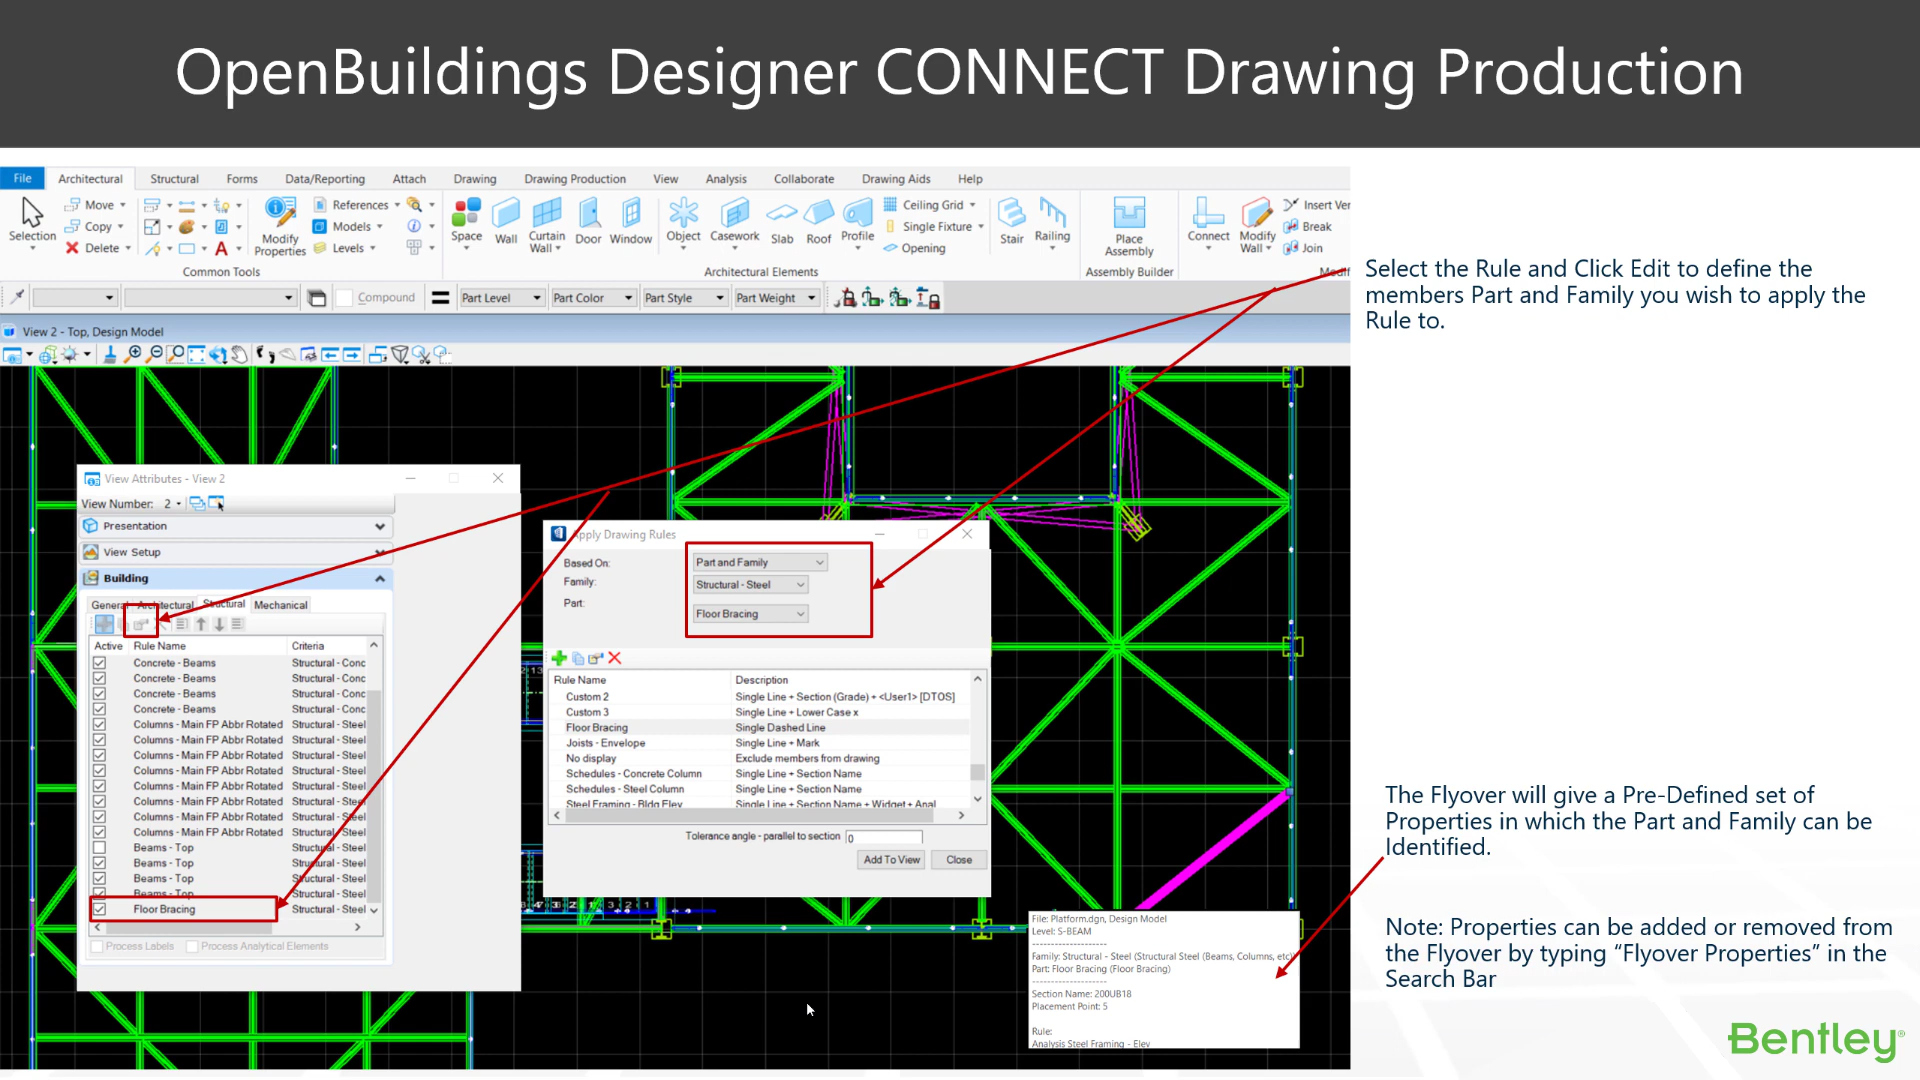 OpenBuildings Designer CONNECT Drawing Production
File Architectural Structural Forms Data/Reporting Attach Drawing Drawing Production View Analysis Collaborate Drawing Aids Help
Selection
Move
Copy
Delete
Modify Properties
References
Models
Levels
Common Tools
Space Wall Curtain Wall Door Window Object Casework Slab Roof Profile
Ceiling Grid
Single Fixture
Opening
Stair Railing
Architectural Elements
Place Assembly
Assembly Builder
Connect Modify Wall
Insert Ver
Break
Join
Modif
Compound Part Level Part Color Part Style Part Weight
View 2 - Top, Design Model
Select the Rule and Click Edit to define the
members Part and Family you wish to apply the
Rule to.
View Attributes - View 2
View Number: 2
Presentation
View Setup
Building
General Architectural Structural Mechanical
Active Rule Name Criteria
Concrete - Beams Structural - Conc
Concrete - Beams Structural - Conc
Concrete - Beams Structural - Conc
Concrete - Beams Structural - Conc
Columns - Main FP Abbr Rotated Structural - Steel
Columns - Main FP Abbr Rotated Structural - Steel
Columns - Main FP Abbr Rotated Structural - Steel
Columns - Main FP Abbr Rotated Structural - Steel
Columns - Main FP Abbr Rotated Structural - Steel
Columns - Main FP Abbr Rotated Structural - Steel
Columns - Main FP Abbr Rotated Structural - Steel
Columns - Main FP Abbr Rotated Structural - Steel
Beams - Top Structural - Steel
Beams - Top Structural - Steel
Beams - Top Structural - Steel
Beams - Top Structural - Steel
Floor Bracing Structural - Steel
Process Labels Process Analytical Elements
Apply Drawing Rules
Based On: Part and Family
Family: Structural - Steel
Part: Floor Bracing
Rule Name Description
Custom 2 Single Line + Section (Grade) + <User1> [DTOS]
Custom 3 Single Line + Lower Case x
Floor Bracing Single Dashed Line
Joists - Envelope Single Line + Mark
No display Exclude members from drawing
Schedules - Concrete Column Single Line + Section Name
Schedules - Steel Column Single Line + Section Name
Steel Framing - Bldg Elev Single Line + Section Name + Widget + Anal
Tolerance angle - parallel to section 0
Add To View Close
File: Platform.dgn, Design Model
Level: S-BEAM
--------------------
Family: Structural - Steel (Structural Steel (Beams, Columns, etc))
Part: Floor Bracing (Floor Bracing)
--------------------
Section Name: 200UB18
Placement Point: 5
Rule:
Analysis Steel Framing - Elev
The Flyover will give a Pre-Defined set of
Properties in which the Part and Family can be
Identified.
Note: Properties can be added or removed from
the Flyover by typing “Flyover Properties” in the
Search Bar
Bentley®